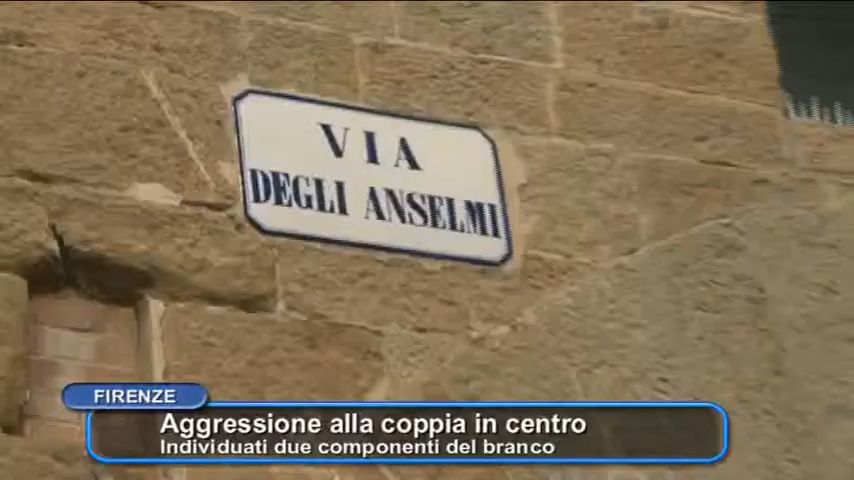 VIA
DEGLI ANSELMI
FIRENZE
Aggressione alla coppia in centro
Individuati due componenti del branco